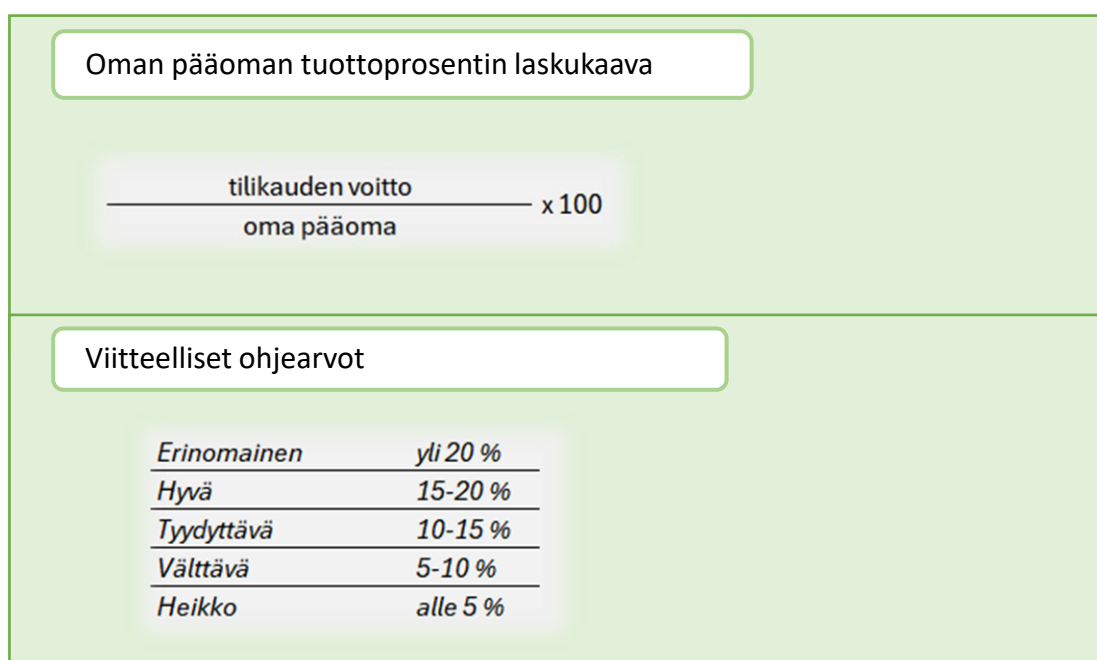 Oman pääoman tuottoprosentin laskukaava
tilikauden voitto
oma pääoma
x 100
Viitteelliset ohjearvot
Erinomainen yli 20 %
Hyvä 15-20 %
Tyydyttävä 10-15 %
Välttävä 5-10 %
Heikko alle 5 %